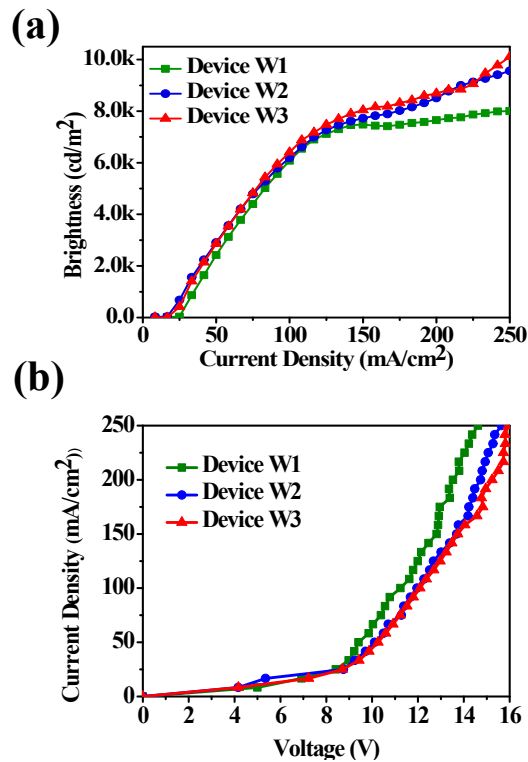 (a)
10.0k
8.0k
6.0k
4.0k
2.0k
0.0
Brightness (cd/m²)
Device W1
Device W2
Device W3
0 50 100 150 200 250
Current Density (mA/cm²)
(b)
250
200
150
100
50
0
Current Density (mA/cm²))
Device W1
Device W2
Device W3
0 2 4 6 8 10 12 14 16
Voltage (V)